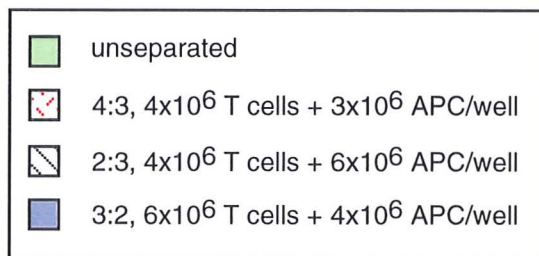 unseparated
4:3, 4x10⁶ T cells + 3x10⁶ APC/well
2:3, 4x10⁶ T cells + 6x10⁶ APC/well
3:2, 6x10⁶ T cells + 4x10⁶ APC/well